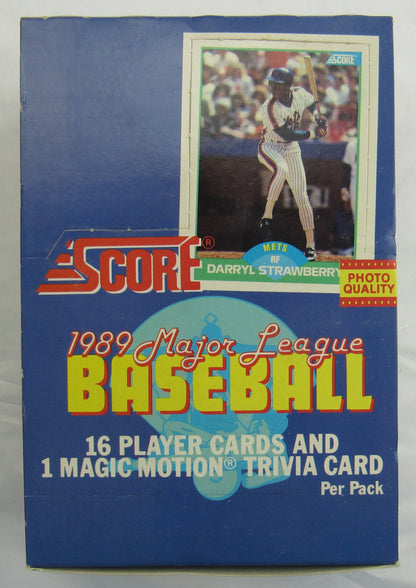 SCORE
METS
RF
DARRYL STRAWBERRY
SCORE®
PHOTO
QUALITY
1989 Major League
BASEBALL
16 PLAYER CARDS AND
1 MAGIC MOTION® TRIVIA CARD
Per Pack